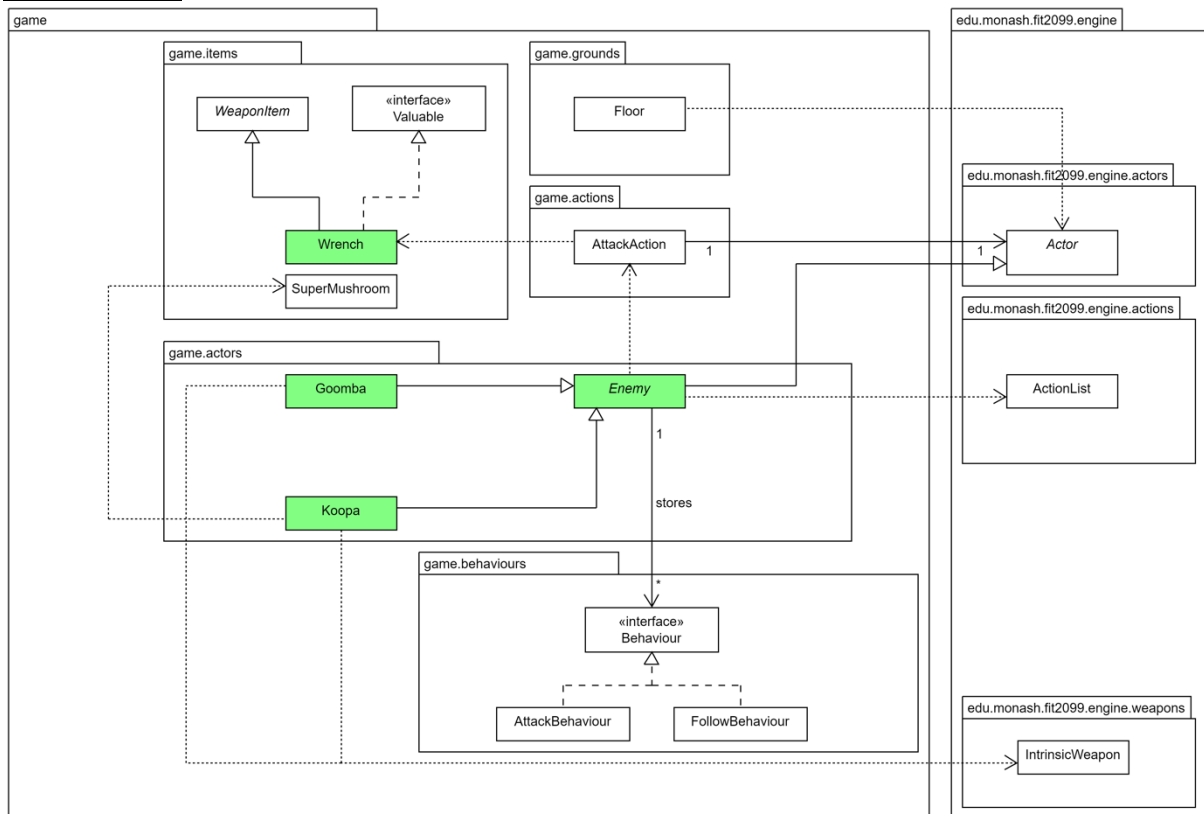 game
edu.monash.fit2099.engine
game.items
game.grounds
WeaponItem
«interface»
Valuable
Floor
edu.monash.fit2099.engine.actors
game.actions
Wrench
AttackAction
1
1
Actor
SuperMushroom
edu.monash.fit2099.engine.actions
game.actors
Goomba
Enemy
ActionList
1
stores
Koopa
game.behaviours
*
«interface»
Behaviour
AttackBehaviour
FollowBehaviour
edu.monash.fit2099.engine.weapons
IntrinsicWeapon